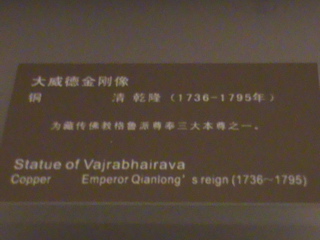 大威德金刚像
铜 清 乾隆（1736-1795年）
为藏传佛教格鲁派尊奉三大本尊之一。
Statue of Vajrabhairava
Copper Emperor Qianlong's reign (1736~1795)